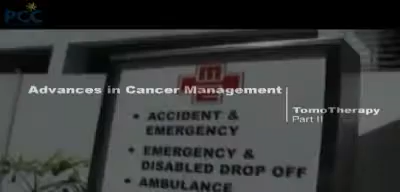 PCC
Advances in Cancer Management
TomoTherapy
Part II
• ACCIDENT &
EMERGENCY
• EMERGENCY &
DISABLED DROP OFF
• AMBULANCE